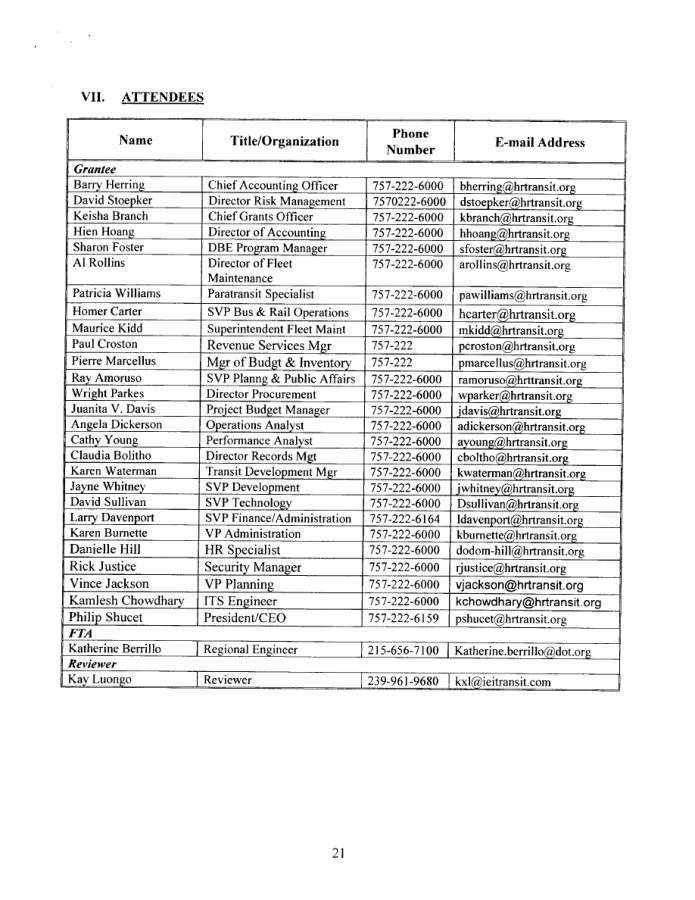 VII. ATTENDEES
Name Title/Organization Phone Number E-mail Address
Grantee
Barry Herring Chief Accounting Officer 757-222-6000 bherring@hrtransit.org
David Stoepker Director Risk Management 7570222-6000 dstoepker@hrtransit.org
Keisha Branch Chief Grants Officer 757-222-6000 kbranch@hrtransit.org
Hien Hoang Director of Accounting 757-222-6000 hhoang@hrtransit.org
Sharon Foster DBE Program Manager 757-222-6000 sfoster@hrtransit.org
Al Rollins Director of Fleet Maintenance 757-222-6000 arollins@hrtransit.org
Patricia Williams Paratransit Specialist 757-222-6000 pawilliams@hrtransit.org
Homer Carter SVP Bus & Rail Operations 757-222-6000 hcarter@hrtransit.org
Maurice Kidd Superintendent Fleet Maint 757-222-6000 mkidd@hrtransit.org
Paul Croston Revenue Services Mgr 757-222 pcroston@hrtransit.org
Pierre Marcellus Mgr of Budgt & Inventory 757-222 pmarcellus@hrtransit.org
Ray Amoruso SVP Planng & Public Affairs 757-222-6000 ramoruso@hrttransit.org
Wright Parkes Director Procurement 757-222-6000 wparker@hrtransit.org
Juanita V. Davis Project Budget Manager 757-222-6000 jdavis@hrtransit.org
Angela Dickerson Operations Analyst 757-222-6000 adickerson@hrtransit.org
Cathy Young Performance Analyst 757-222-6000 ayoung@hrtransit.org
Claudia Bolitho Director Records Mgt 757-222-6000 cboltho@hrtransit.org
Karen Waterman Transit Development Mgr 757-222-6000 kwaterman@hrtransit.org
Jayne Whitney SVP Development 757-222-6000 jwhitney@hrtransit.org
David Sullivan SVP Technology 757-222-6000 Dsullivan@hrtransit.org
Larry Davenport SVP Finance/Administration 757-222-6164 ldavenport@hrtransit.org
Karen Burnette VP Administration 757-222-6000 kburnette@hrtransit.org
Danielle Hill HR Specialist 757-222-6000 dodom-hill@hrtransit.org
Rick Justice Security Manager 757-222-6000 rjustice@hrtransit.org
Vince Jackson VP Planning 757-222-6000 vjackson@hrtransit.org
Kamlesh Chowdhary ITS Engineer 757-222-6000 kchowdhary@hrtransit.org
Philip Shucet President/CEO 757-222-6159 pshucet@hrtransit.org
FTA
Katherine Berrillo Regional Engineer 215-656-7100 Katherine.berrillo@dot.org
Reviewer
Kay Luongo Reviewer 239-961-9680 kxl@ieitransit.com
21